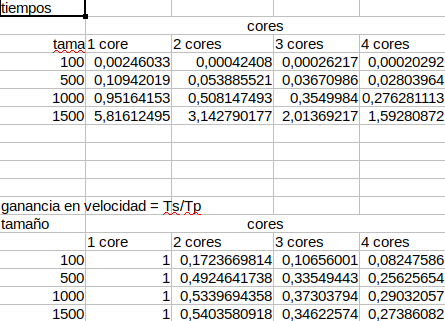 tiempos
cores
tama 1 core 2 cores 3 cores 4 cores
100 0,00246033 0,00042408 0,00026217 0,00020292
500 0,10942019 0,053885521 0,03670986 0,02803964
1000 0,95164153 0,508147493 0,3549984 0,276281113
1500 5,81612495 3,142790177 2,01369217 1,59280872
ganancia en velocidad = Ts/Tp
tamaño cores
1 core 2 cores 3 cores 4 cores
100 1 0,1723669814 0,10656001 0,08247586
500 1 0,4924641738 0,33549443 0,25625654
1000 1 0,5339694358 0,37303794 0,29032057
1500 1 0,5403580918 0,34622574 0,27386082